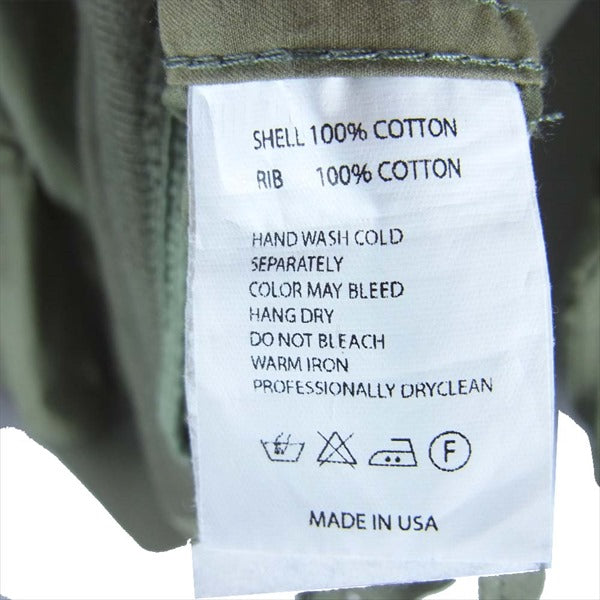 SHELL 100% COTTON
RIB 100% COTTON
HAND WASH COLD
SEPARATELY
COLOR MAY BLEED
HANG DRY
DO NOT BLEACH
WARM IRON
PROFESSIONALLY DRYCLEAN
F
MADE IN USA